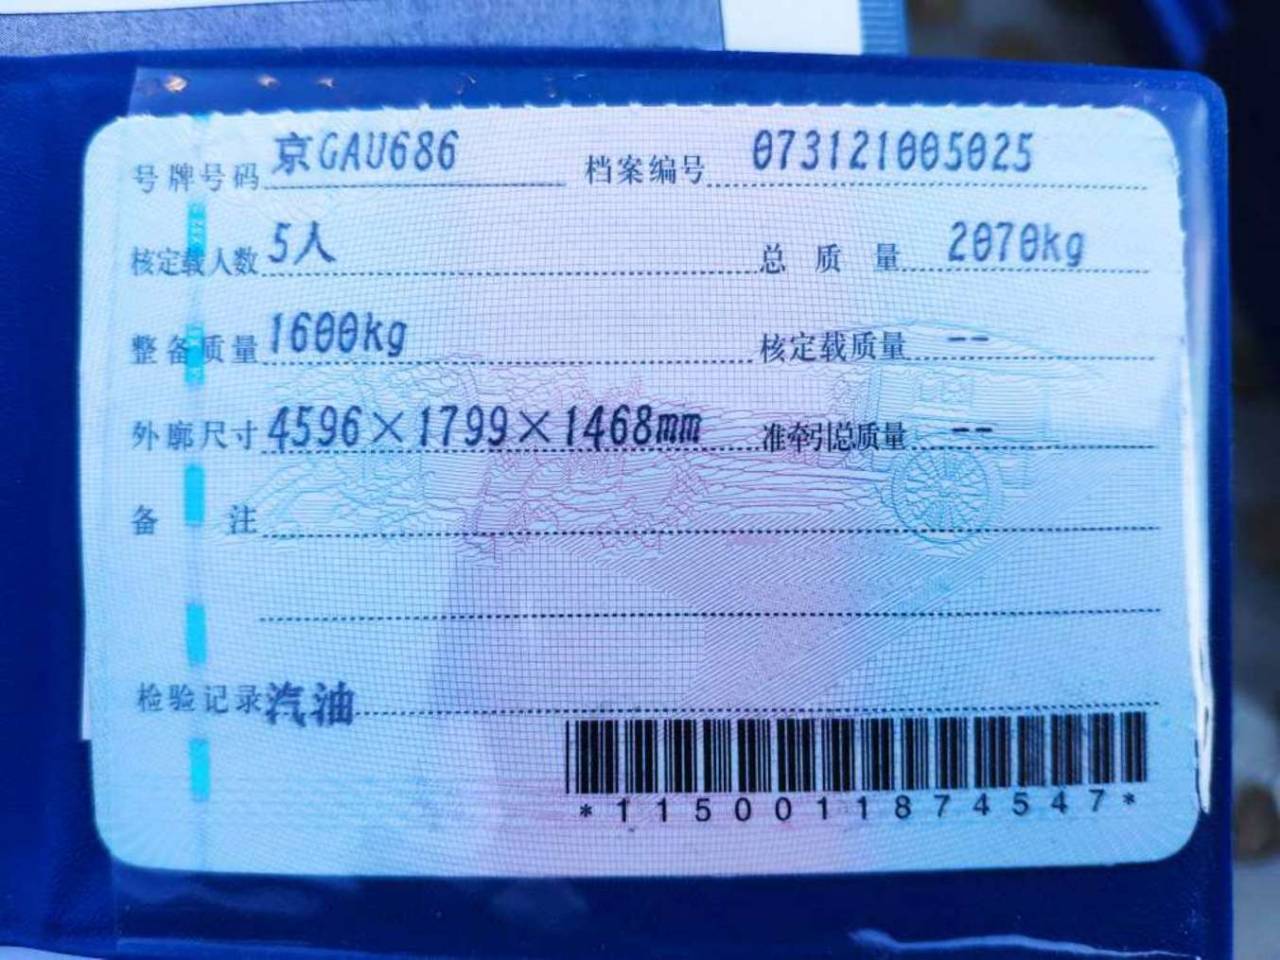 号牌号码 京GAU686 档案编号 073121005025
核定载人数 5人 总质量 2070kg
整备质量 1600kg 核定载质量 --
外廓尺寸 4596×1799×1468mm 准牵引总质量 --
备注
检验记录 汽油
*1150011874547*